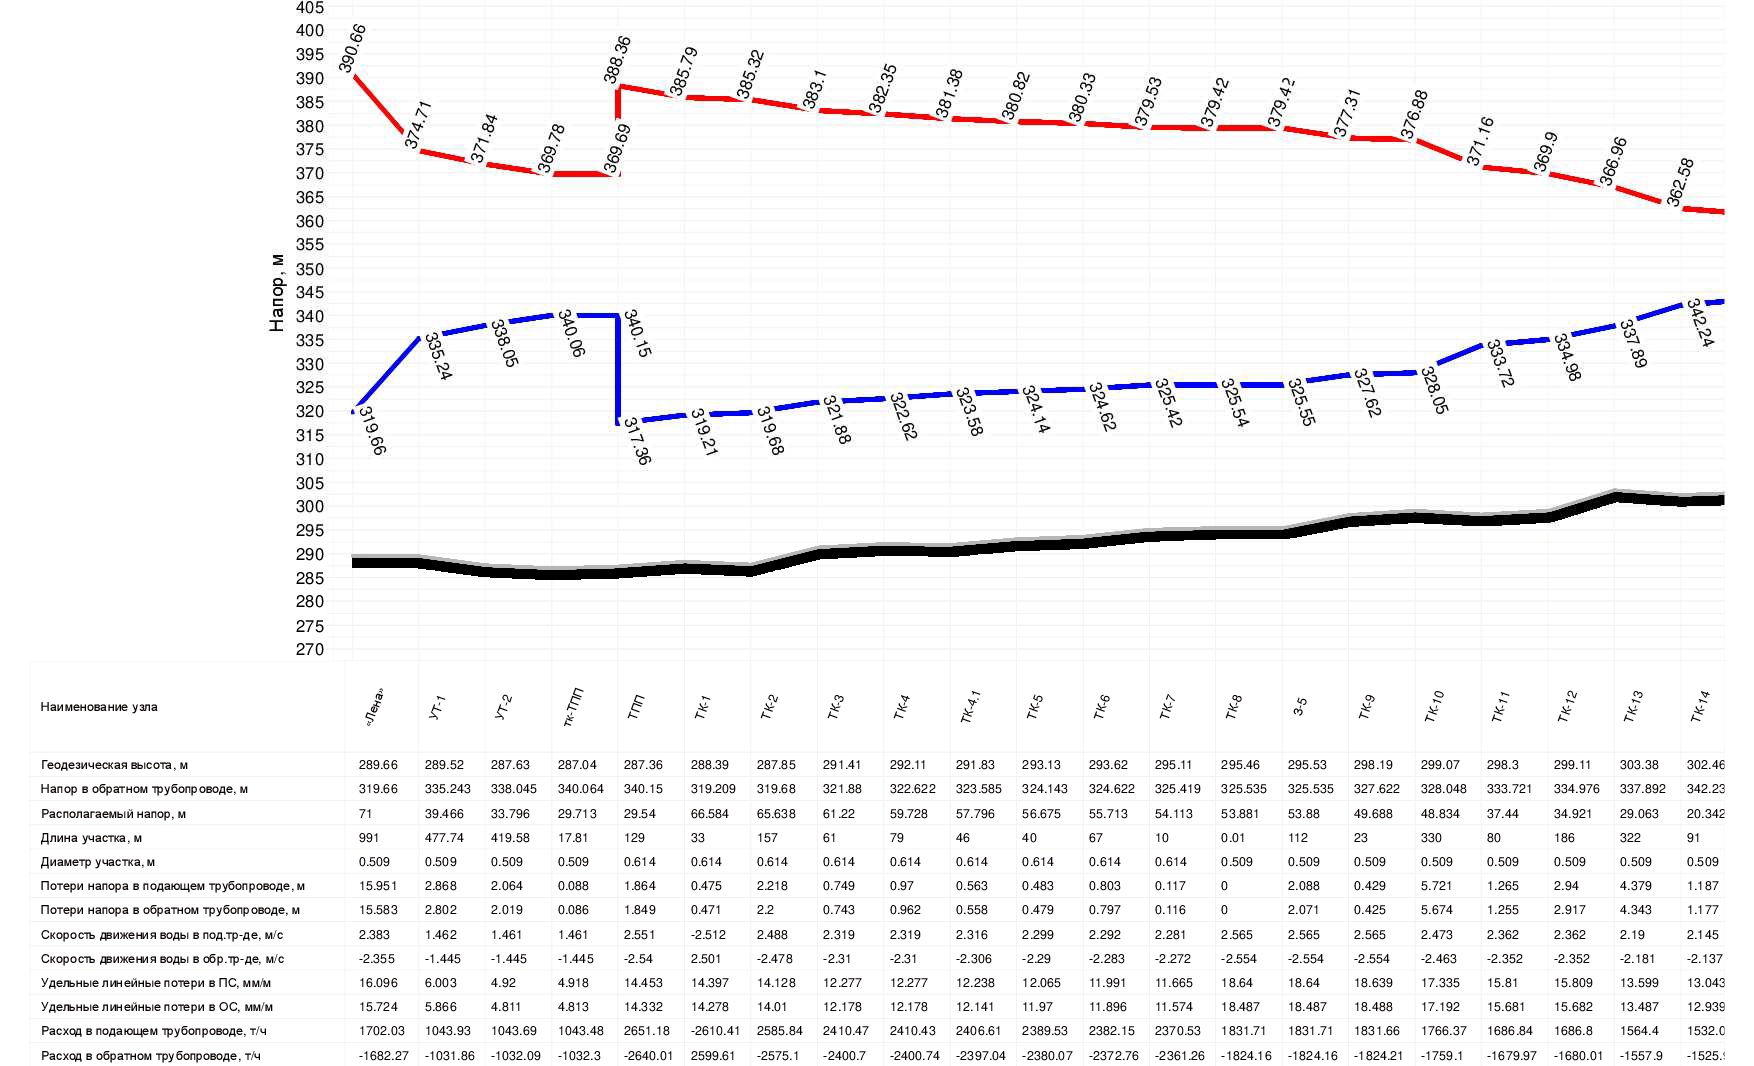 405
400
395
390
385
380
375
370
365
360
355
350
345
340
335
330
325
320
315
310
305
300
295
290
285
280
275
270
Напор, м
390.66 374.71 371.84 369.78 369.69 388.36 385.79 385.32 383.1 382.35 381.38 380.82 380.33 379.53 379.42 379.42 377.31 376.88 371.16 369.9 366.96 362.58
319.66 335.24 338.05 340.06 340.15 317.36 319.21 319.68 321.88 322.62 323.58 324.14 324.62 325.42 325.54 325.55 327.62 328.05 333.72 334.98 337.89 342.24
Наименование узла «Лена» УТ-1 УТ-2 тк-ТПП ТПП ТК-1 ТК-2 ТК-3 ТК-4 ТК-4.1 ТК-5 ТК-6 ТК-7 ТК-8 З-5 ТК-9 ТК-10 ТК-11 ТК-12 ТК-13 ТК-14
Геодезическая высота, м 289.66 289.52 287.63 287.04 287.36 288.39 287.85 291.41 292.11 291.83 293.13 293.62 295.11 295.46 295.53 298.19 299.07 298.3 299.11 303.38 302.46
Напор в обратном трубопроводе, м 319.66 335.243 338.045 340.064 340.15 319.209 319.68 321.88 322.622 323.585 324.143 324.622 325.419 325.535 325.535 327.622 328.048 333.721 334.976 337.892 342.23
Располагаемый напор, м 71 39.466 33.796 29.713 29.54 66.584 65.638 61.22 59.728 57.796 56.675 55.713 54.113 53.881 53.88 49.688 48.834 37.44 34.921 29.063 20.342
Длина участка, м 991 477.74 419.58 17.81 129 33 157 61 79 46 40 67 10 0.01 112 23 330 80 186 322 91
Диаметр участка, м 0.509 0.509 0.509 0.509 0.614 0.614 0.614 0.614 0.614 0.614 0.614 0.614 0.614 0.509 0.509 0.509 0.509 0.509 0.509 0.509 0.509
Потери напора в подающем трубопроводе, м 15.951 2.868 2.064 0.088 1.864 0.475 2.218 0.749 0.97 0.563 0.483 0.803 0.117 0 2.088 0.429 5.721 1.265 2.94 4.379 1.187
Потери напора в обратном трубопроводе, м 15.583 2.802 2.019 0.086 1.849 0.471 2.2 0.743 0.962 0.558 0.479 0.797 0.116 0 2.071 0.425 5.674 1.255 2.917 4.343 1.177
Скорость движения воды в под.тр-де, м/с 2.383 1.462 1.461 1.461 2.551 -2.512 2.488 2.319 2.319 2.316 2.299 2.292 2.281 2.565 2.565 2.565 2.473 2.362 2.362 2.19 2.145
Скорость движения воды в обр.тр-де, м/с -2.355 -1.445 -1.445 -1.445 -2.54 2.501 -2.478 -2.31 -2.31 -2.306 -2.29 -2.283 -2.272 -2.554 -2.554 -2.554 -2.463 -2.352 -2.352 -2.181 -2.137
Удельные линейные потери в ПС, мм/м 16.096 6.003 4.92 4.918 14.453 14.397 14.128 12.277 12.277 12.238 12.065 11.991 11.665 18.64 18.64 18.639 17.335 15.81 15.809 13.599 13.043
Удельные линейные потери в ОС, мм/м 15.724 5.866 4.811 4.813 14.332 14.278 14.01 12.178 12.178 12.141 11.97 11.896 11.574 18.487 18.487 18.488 17.192 15.681 15.682 13.487 12.939
Расход в подающем трубопроводе, т/ч 1702.03 1043.93 1043.69 1043.48 2651.18 -2610.41 2585.84 2410.47 2410.43 2406.61 2389.53 2382.15 2370.53 1831.71 1831.71 1831.66 1766.37 1686.84 1686.8 1564.4 1532.0
Расход в обратном трубопроводе, т/ч -1682.27 -1031.86 -1032.09 -1032.3 -2640.01 2599.61 -2575.1 -2400.7 -2400.74 -2397.04 -2380.07 -2372.76 -2361.26 -1824.16 -1824.16 -1824.21 -1759.1 -1679.97 -1680.01 -1557.9 -1525.